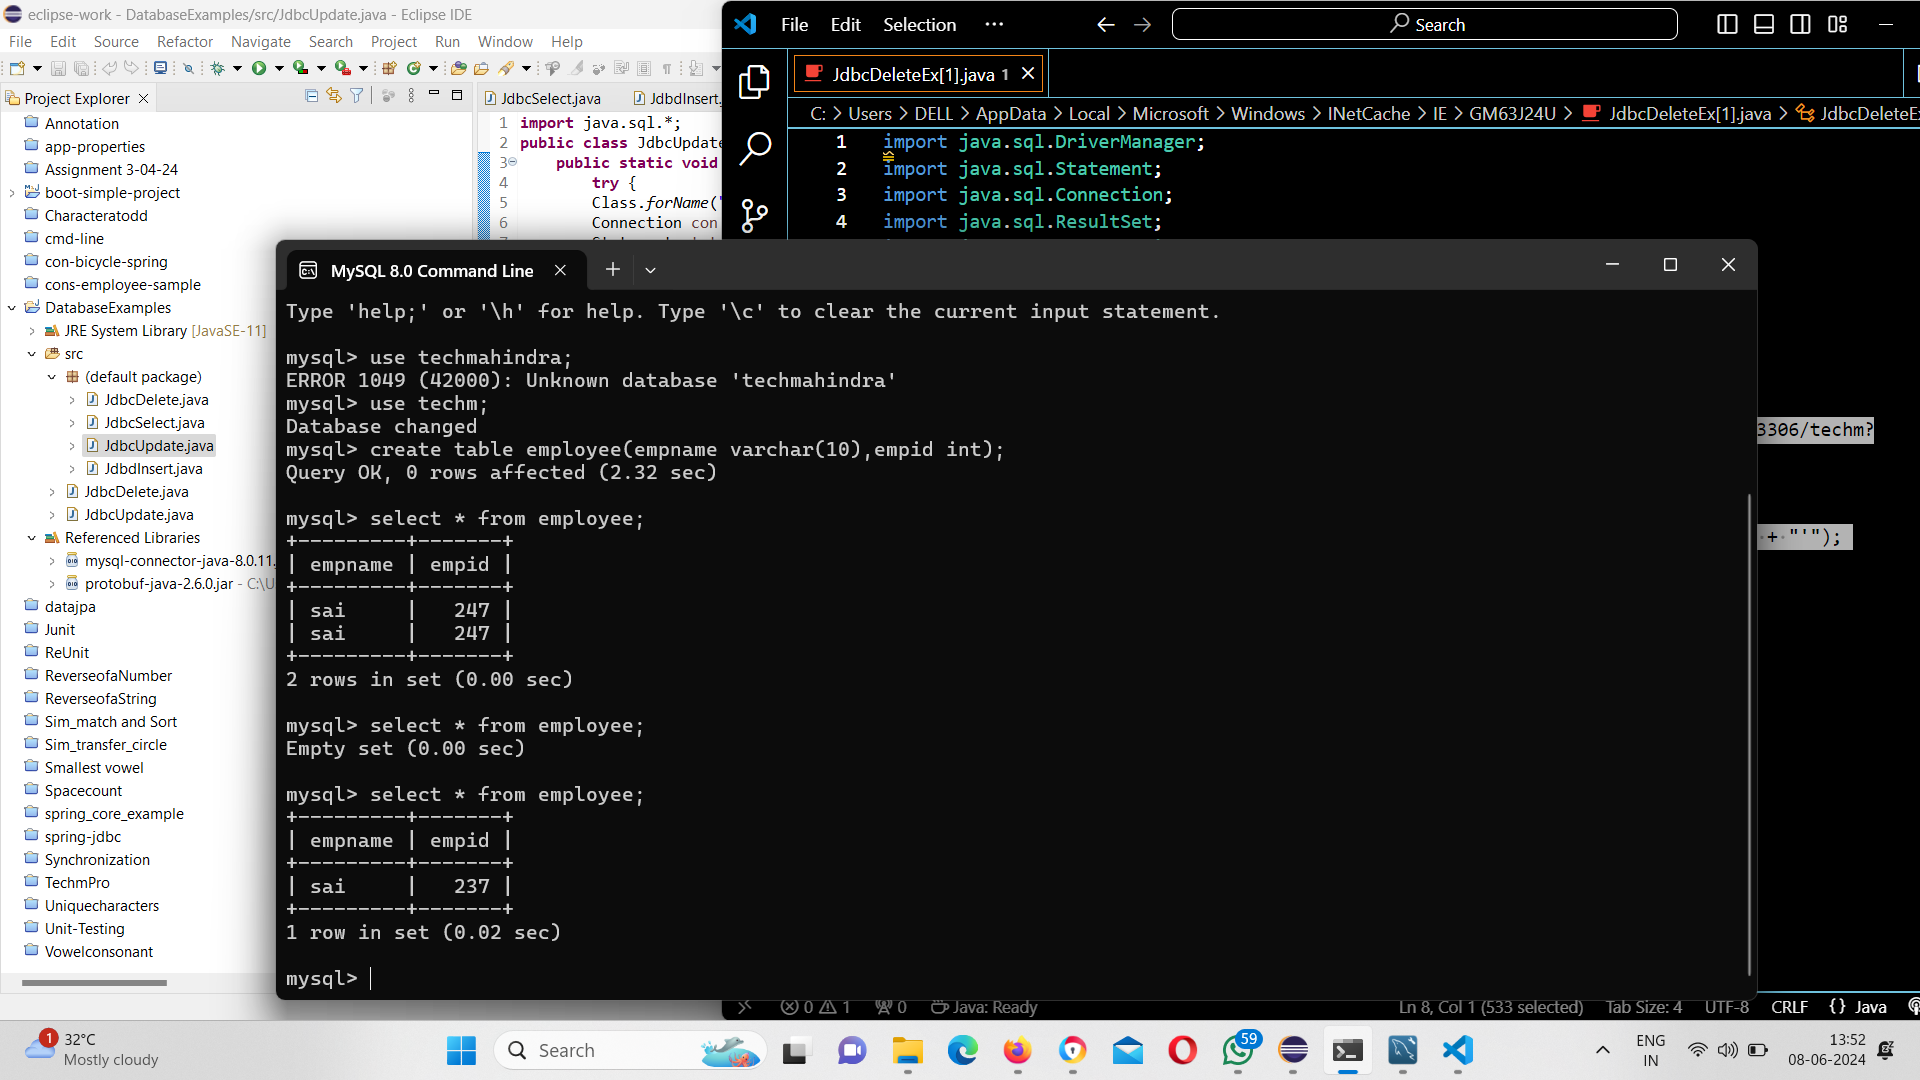 eclipse-work - DatabaseExamples/src/JdbcUpdate.java - Eclipse IDE
File Edit Source Refactor Navigate Search Project Run Window Help
Project Explorer
Annotation
app-properties
Assignment 3-04-24
boot-simple-project
Characteratodd
cmd-line
con-bicycle-spring
cons-employee-sample
DatabaseExamples
JRE System Library [JavaSE-11]
src
(default package)
JdbcDelete.java
JdbcSelect.java
JdbcUpdate.java
JdbdInsert.java
JdbcDelete.java
JdbcUpdate.java
Referenced Libraries
mysql-connector-java-8.0.11.
protobuf-java-2.6.0.jar - C:\U
datajpa
Junit
ReUnit
ReverseofaNumber
ReverseofaString
Sim_match and Sort
Sim_transfer_circle
Smallest vowel
Spacecount
spring_core_example
spring-jdbc
Synchronization
TechmPro
Uniquecharacters
Unit-Testing
Vowelconsonant
JdbcSelect.java JdbdInsert.
1 import java.sql.*;
2 public class JdbcUpdate
3 public static void
4 try {
5 Class.forName("
6 Connection con
File Edit Selection ···
Search
JdbcDeleteEx[1].java 1
C: > Users > DELL > AppData > Local > Microsoft > Windows > INetCache > IE > GM63J24U > JdbcDeleteEx[1].java > JdbcDeleteEx
1 import java.sql.DriverManager;
2 import java.sql.Statement;
3 import java.sql.Connection;
4 import java.sql.ResultSet;
3306/techm?
+ "'");
MySQL 8.0 Command Line
Type 'help;' or '\h' for help. Type '\c' to clear the current input statement.
mysql> use techmahindra;
ERROR 1049 (42000): Unknown database 'techmahindra'
mysql> use techm;
Database changed
mysql> create table employee(empname varchar(10),empid int);
Query OK, 0 rows affected (2.32 sec)
mysql> select * from employee;
+---------+-------+
| empname | empid |
+---------+-------+
| sai     |   247 |
| sai     |   247 |
+---------+-------+
2 rows in set (0.00 sec)
mysql> select * from employee;
Empty set (0.00 sec)
mysql> select * from employee;
+---------+-------+
| empname | empid |
+---------+-------+
| sai     |   237 |
+---------+-------+
1 row in set (0.02 sec)
mysql>
0 1 0 Java: Ready
Ln 8, Col 1 (533 selected) Tab Size: 4 UTF-8 CRLF {} Java
1
32°C
Mostly cloudy
Search
59
ENG
IN
13:52
08-06-2024